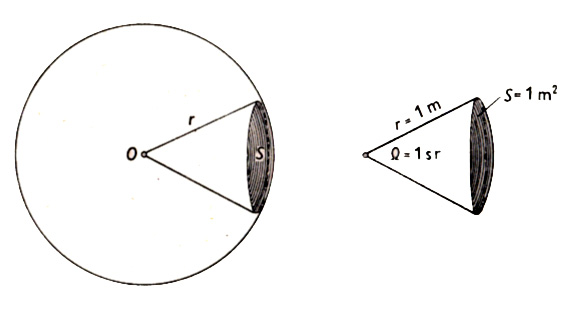 r
O
S
r = 1 m
S = 1 m²
Ω = 1 sr